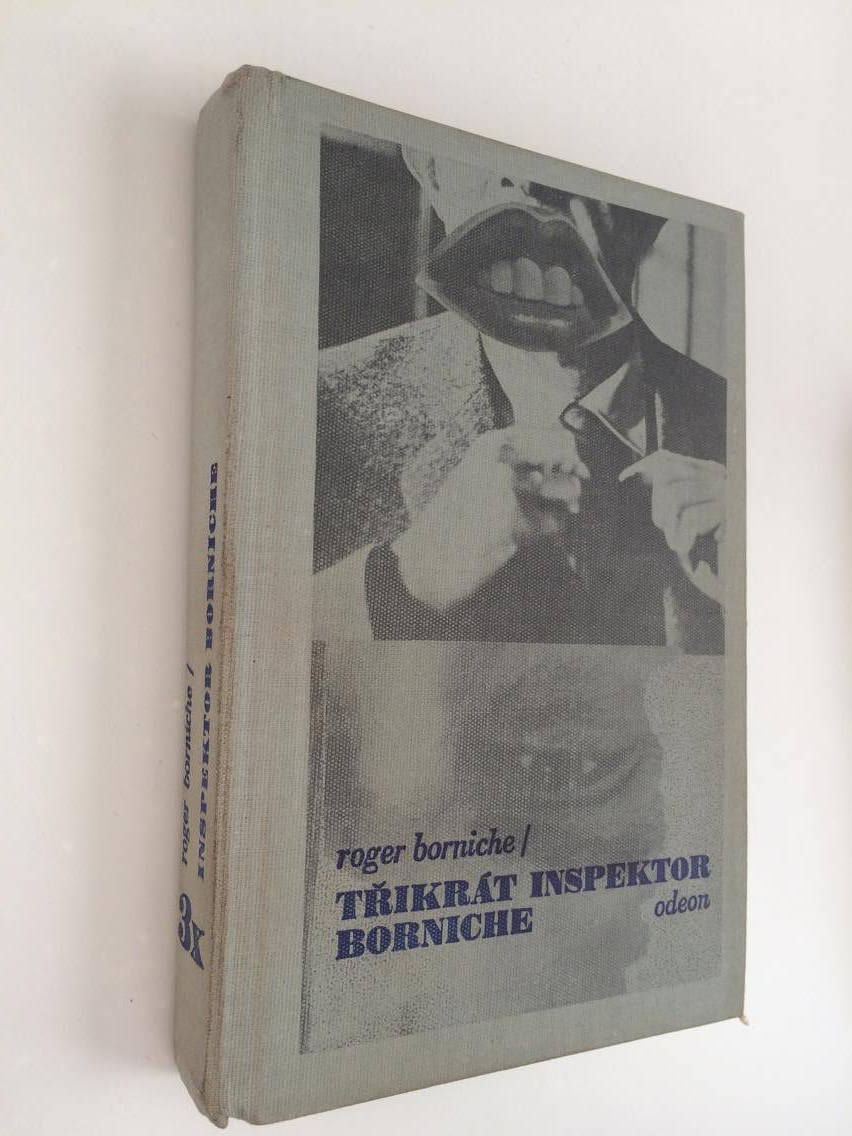 roger borniche /
TŘIKRÁT INSPEKTOR
BORNICHE
odeon
3x
roger borniche /
INSPEKTOR BORNICHE